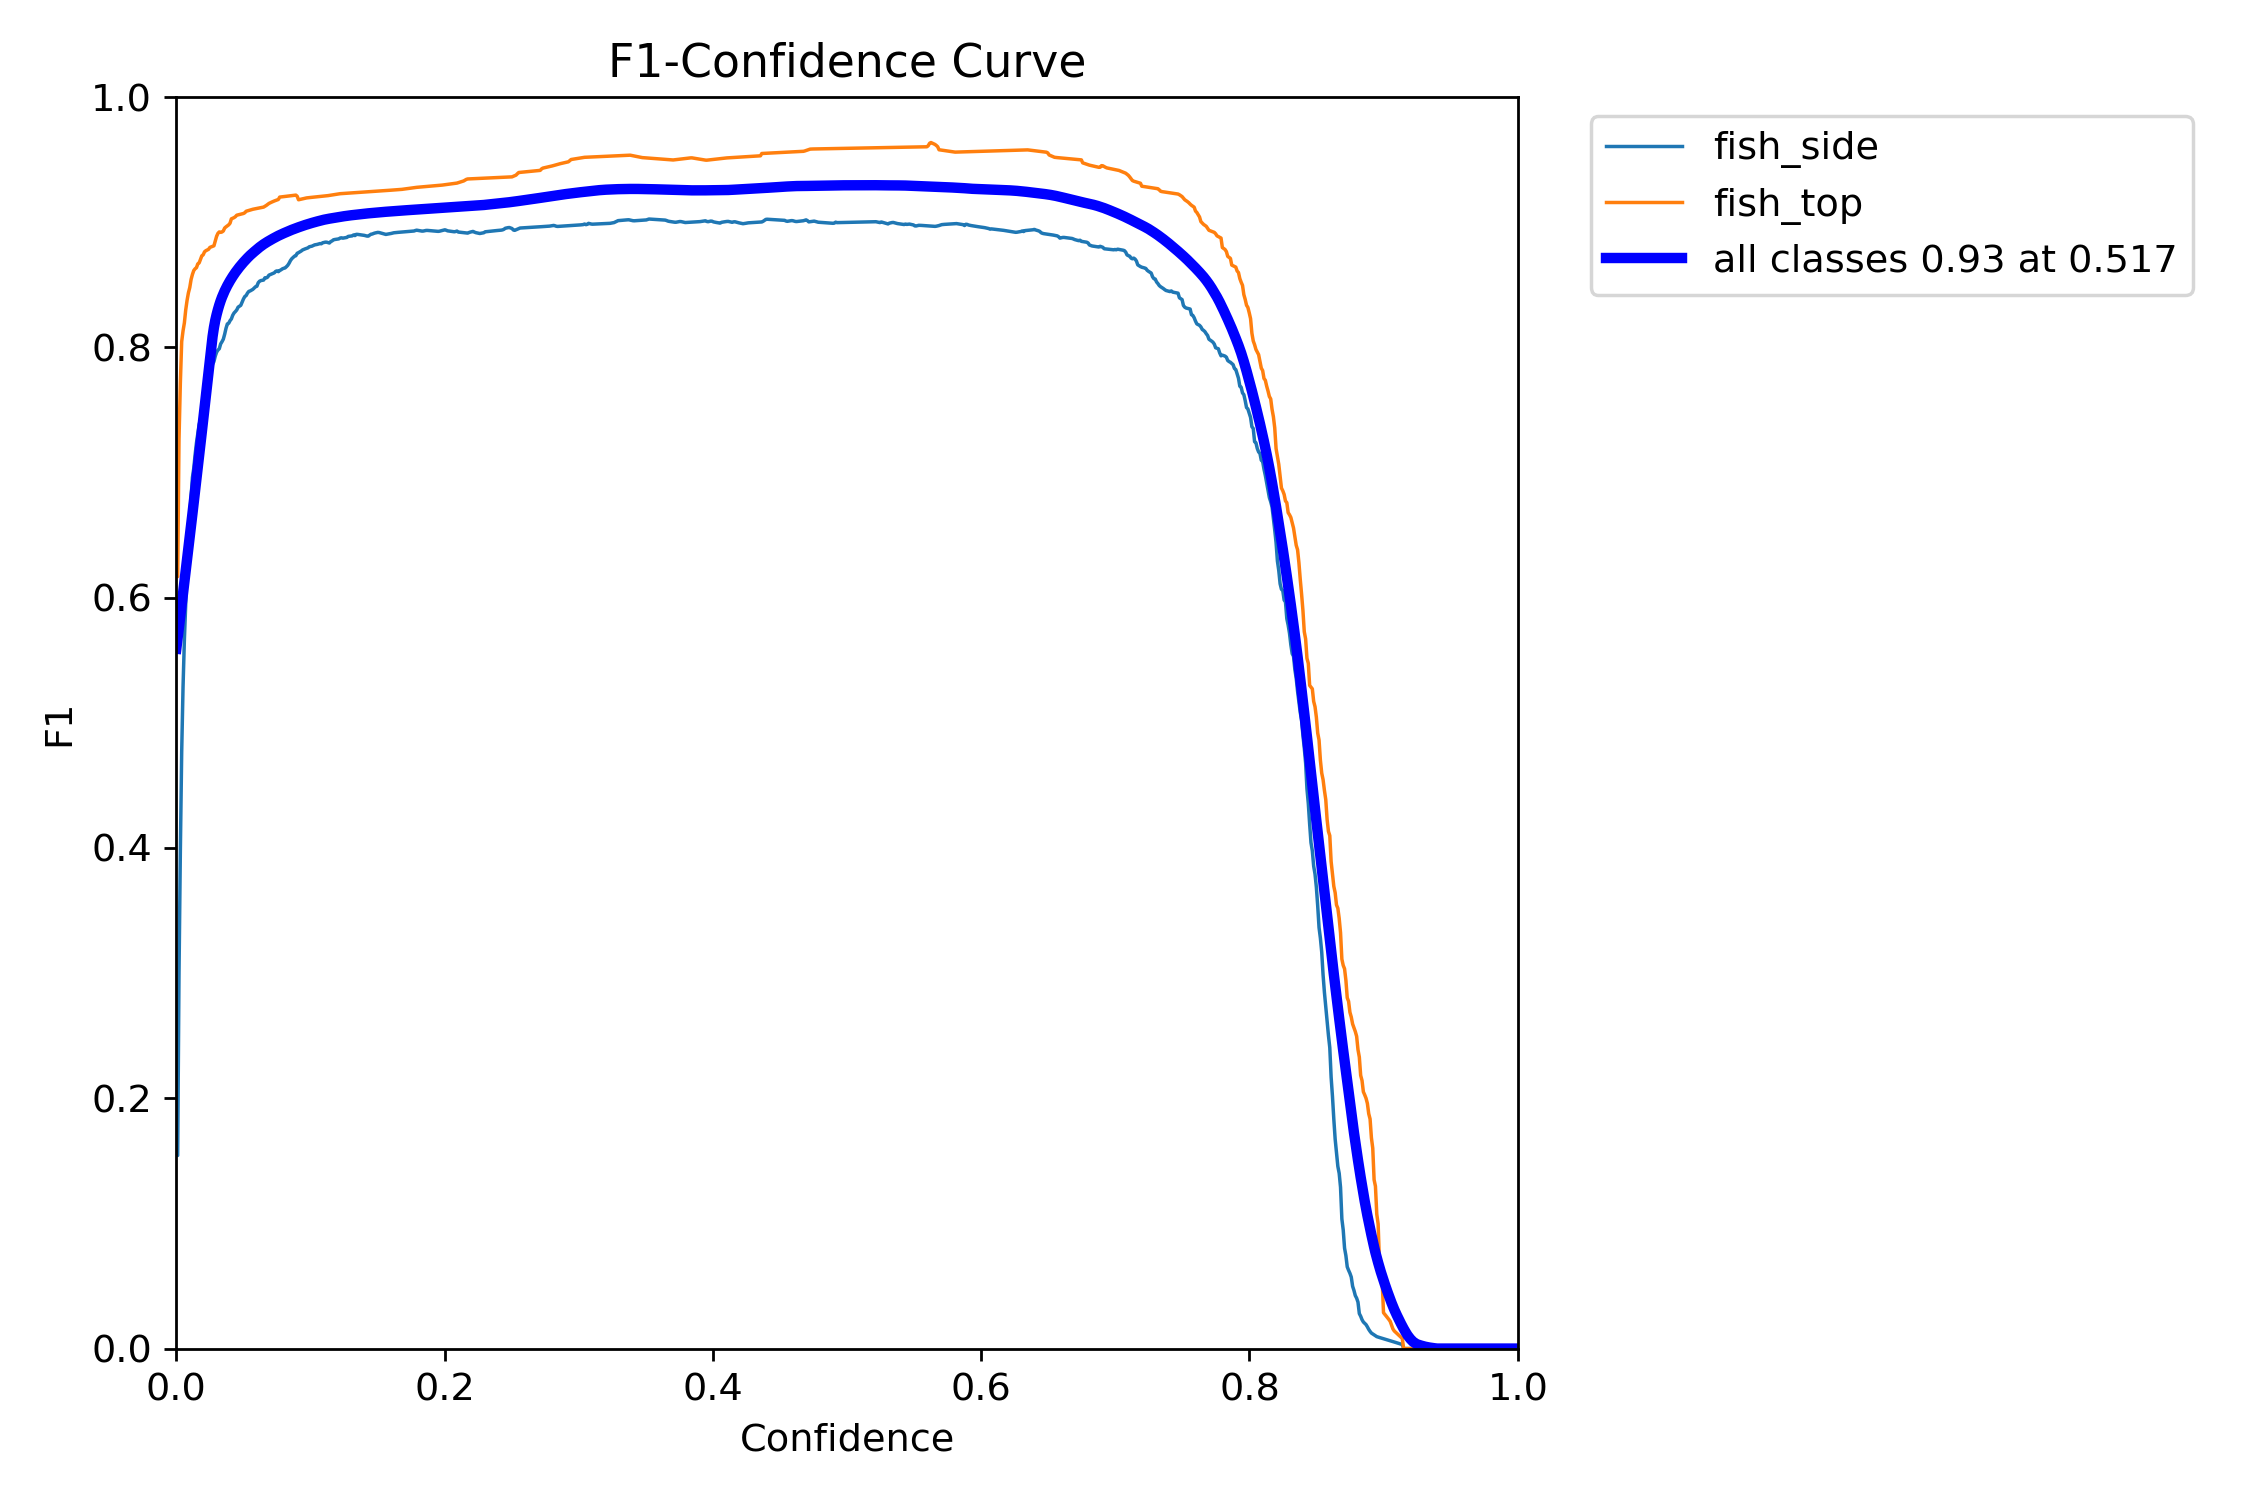 F1-Confidence Curve
1.0
0.8
0.6
0.4
0.2
0.0
F1
0.0 0.2 0.4 0.6 0.8 1.0
Confidence
fish_side
fish_top
all classes 0.93 at 0.517